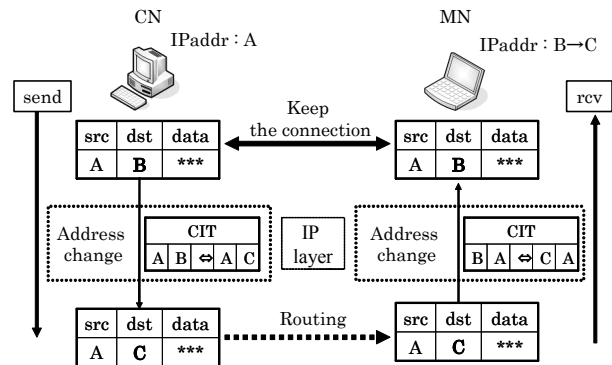 CN
MN
IPaddr : A
IPaddr : B→C
send
rcv
Keep
the connection
src dst data
A B ***
src dst data
A B ***
Address
change
CIT
A B ⇔ A C
IP
layer
Address
change
CIT
B A ⇔ C A
Routing
src dst data
A C ***
src dst data
A C ***